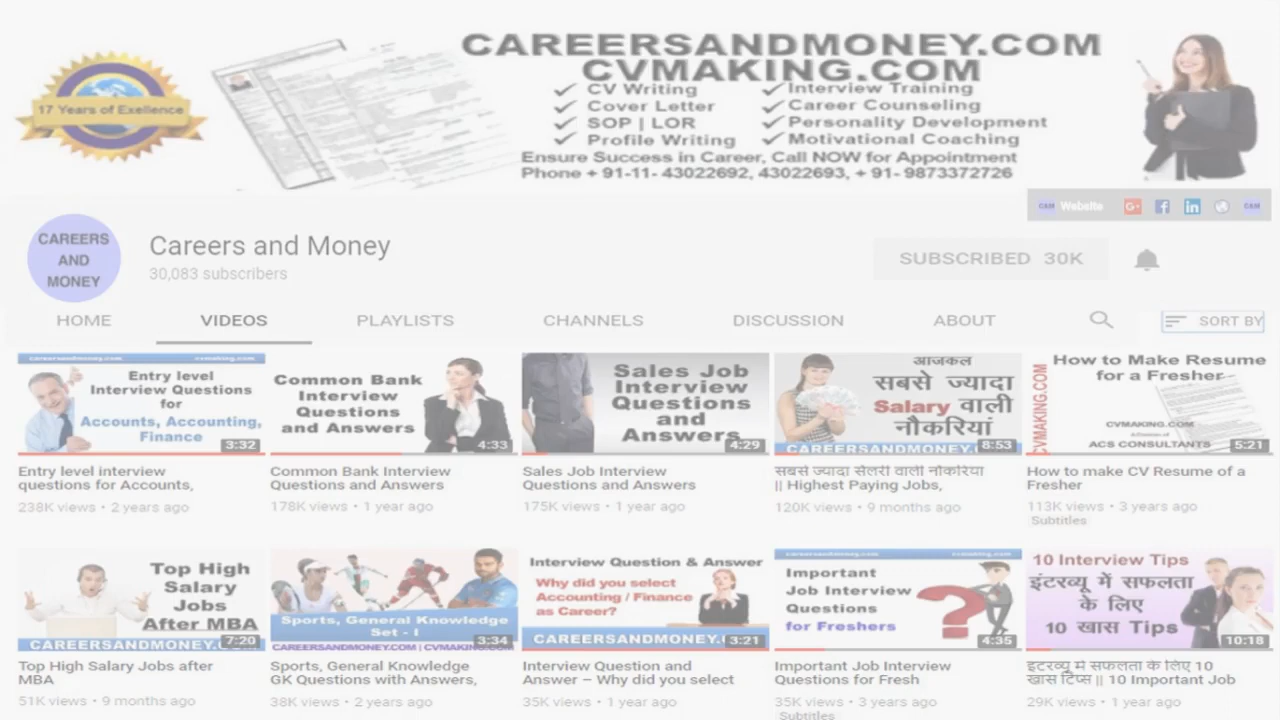 CAREERSANDMONEY.COM
CVMAKING.COM
17 Years of Exellence
✓ CV Writing ✓ Interview Training
✓ Cover Letter ✓ Career Counseling
✓ SOP | LOR ✓ Personality Development
✓ Profile Writing ✓ Motivational Coaching
Ensure Success in Career, Call NOW for Appointment
Phone + 91-11- 43022692, 43022693, + 91- 9873372726
CAM Website CAM
CAREERS
AND
MONEY
Careers and Money
30,083 subscribers
SUBSCRIBED 30K
HOME VIDEOS PLAYLISTS CHANNELS DISCUSSION ABOUT SORT BY
careersandmoney.com cvmaking.com
Entry level
Interview Questions
for
Accounts, Accounting,
Finance
3:32
Entry level interview
questions for Accounts,
238K views • 2 years ago
Common Bank
Interview
Questions
and Answers
4:33
Common Bank Interview
Questions and Answers
178K views • 1 year ago
Sales Job
Interview
Questions
and
Answers
4:29
Sales Job Interview
Questions and Answers
175K views • 1 year ago
आजकल
सबसे ज्यादा
Salary वाली
नौकरियां
CAREERSANDMONEY.
8:53
सबसे ज्यादा सैलरी वाली नौकरिया
|| Highest Paying Jobs,
120K views • 9 months ago
How to Make Resume
for a Fresher
CVMAKING.COM
CVMAKING.COM
ACS CONSULTANTS
5:21
How to make CV Resume of a
Fresher
113K views • 3 years ago
Subtitles
Top High
Salary
Jobs
After MBA
CAREERSANDMONEY.
7:20
Top High Salary Jobs after
MBA
51K views • 9 months ago
Sports, General Knowledge
Set - I
CAREERSANDMONEY.COM | CVMAKING.COM
3:34
Sports, General Knowledge
GK Questions with Answers,
38K views • 2 years ago
Interview Question & Answer
Why did you select
Accounting / Finance
as Career?
CAREERSANDMONEY.
3:21
Interview Question and
Answer – Why did you select
35K views • 1 year ago
careersandmoney.com cvmaking.com
Important
Job Interview
Questions
for Freshers
4:35
Important Job Interview
Questions for Fresh
35K views • 3 years ago
Subtitles
10 Interview Tips
इंटरव्यू में सफलता
के लिए
10 खास Tips
10:18
इंटरव्यू में सफलता के लिए 10
खास टिप्स || 10 Important Job
29K views • 1 year ago